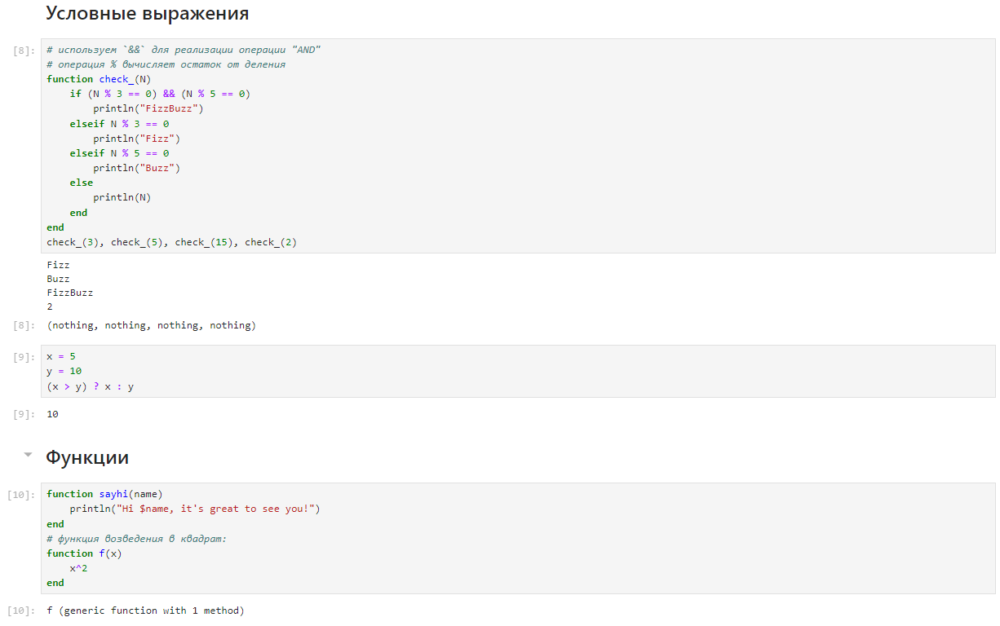 Условные выражения
[8]:
# используем `&&` для реализации операции "AND"
# операция % вычисляет остаток от деления
function check_(N)
    if (N % 3 == 0) && (N % 5 == 0)
        println("FizzBuzz")
    elseif N % 3 == 0
        println("Fizz")
    elseif N % 5 == 0
        println("Buzz")
    else
        println(N)
    end
end
check_(3), check_(5), check_(15), check_(2)
Fizz
Buzz
FizzBuzz
2
[8]: (nothing, nothing, nothing, nothing)
[9]: x = 5
y = 10
(x > y) ? x : y
[9]: 10
Функции
[10]: function sayhi(name)
    println("Hi $name, it's great to see you!")
end
# функция возведения в квадрат:
function f(x)
    x^2
end
[10]: f (generic function with 1 method)